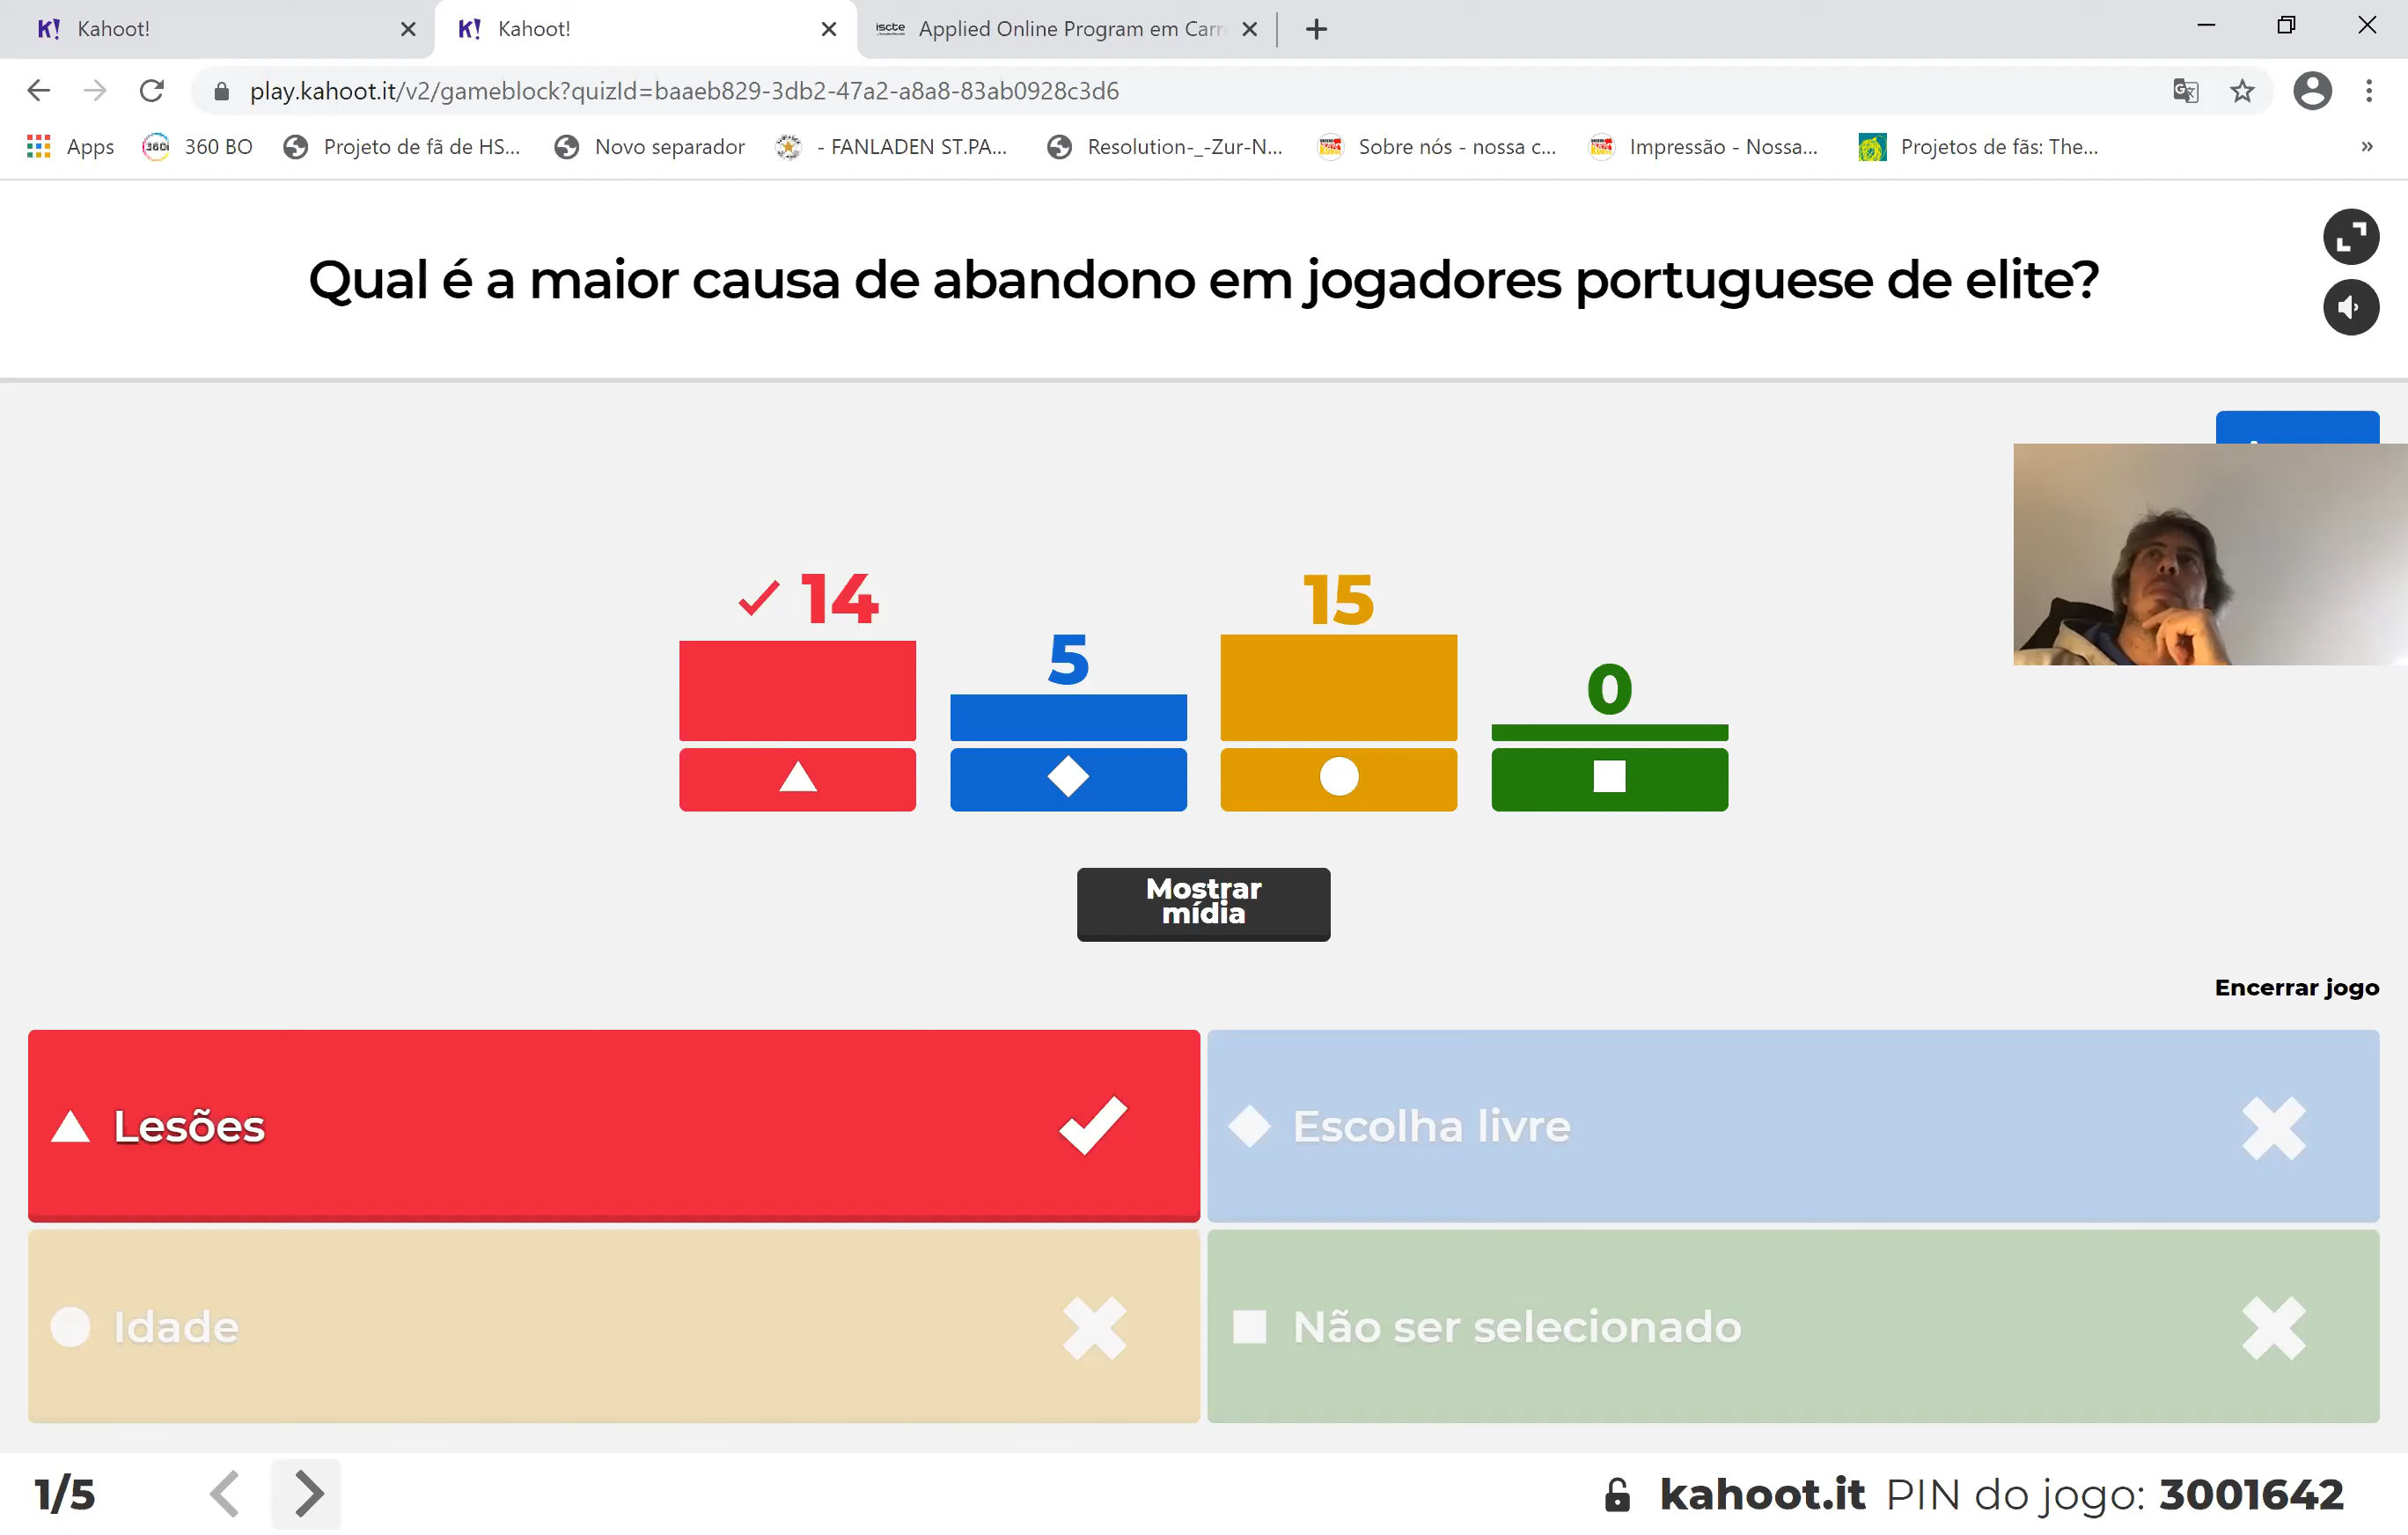 Kahoot!
Kahoot!
iscte
Applied Online Program em Carr
play.kahoot.it/v2/gameblock?quizId=baaeb829-3db2-47a2-a8a8-83ab0928c3d6
Apps
360 BO
Projeto de fã de HS...
Novo separador
- FANLADEN ST.PA...
Resolution-_-Zur-N...
Sobre nós - nossa c...
Impressão - Nossa...
Projetos de fãs: The...
»
Qual é a maior causa de abandono em jogadores portuguese de elite?
14
5
15
0
Mostrar
mídia
Encerrar jogo
Lesões
Escolha livre
Idade
Não ser selecionado
1/5
kahoot.it PIN do jogo: 3001642